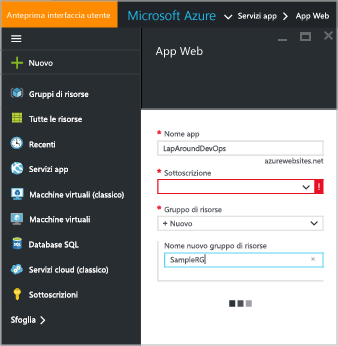 Anteprima interfaccia utente
Microsoft Azure
Servizi app
App Web
App Web
Nuovo
Gruppi di risorse
Tutte le risorse
Recenti
Servizi app
Macchine virtuali (classico)
Macchine virtuali
Database SQL
Servizi cloud (classico)
Sottoscrizioni
Sfoglia >
* Nome app
LapAroundDevOps
azurewebsites.net
* Sottoscrizione
!
* Gruppo di risorse
+ Nuovo
Nome nuovo gruppo di risorse
SampleRG